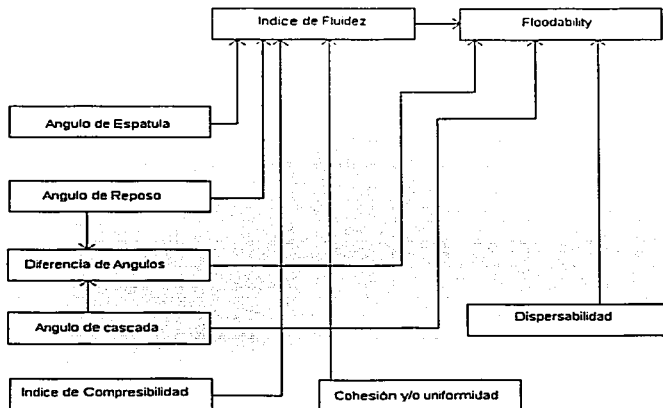 Indice de Fluidez
Floodability
Angulo de Espatula
Angulo de Reposo
Diferencia de Angulos
Angulo de cascada
Dispersabilidad
Indice de Compresibilidad
Cohesión y/o uniformidad